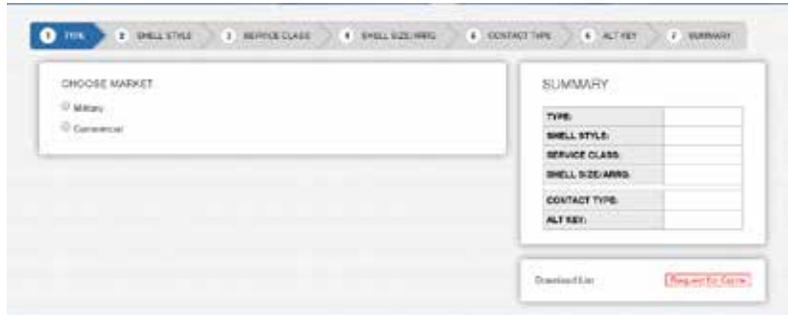 1 TYPE 2 SHELL STYLE 3 SERVICE CLASS 4 SHELL SIZE/ARRG 5 CONTACT TYPE 6 ALT KEY 7 SUMMARY
CHOOSE MARKET
Military
Commercial
SUMMARY
TYPE:
SHELL STYLE:
SERVICE CLASS:
SHELL SIZE/ARRG:
CONTACT TYPE:
ALT KEY:
Download List
Request for Quote